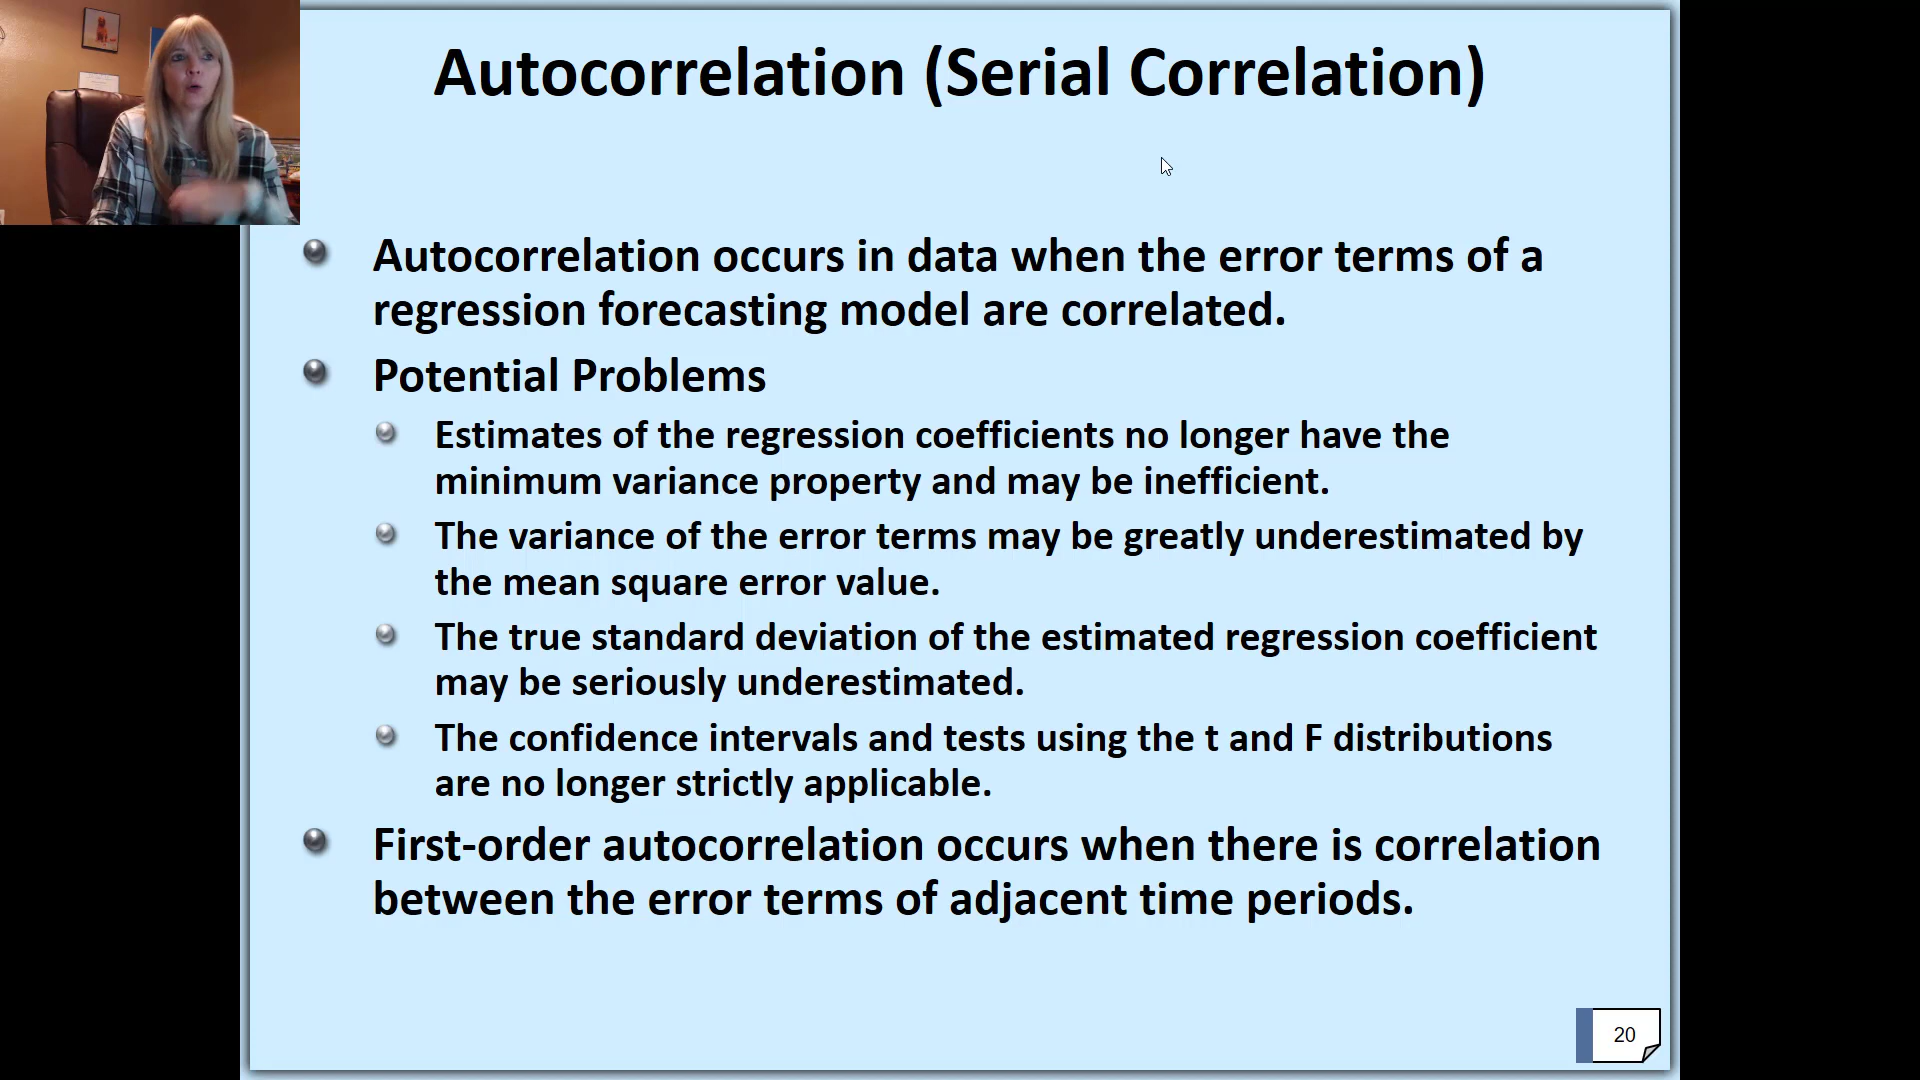 Autocorrelation (Serial Correlation)
Autocorrelation occurs in data when the error terms of a
regression forecasting model are correlated.
Potential Problems
Estimates of the regression coefficients no longer have the
minimum variance property and may be inefficient.
The variance of the error terms may be greatly underestimated by
the mean square error value.
The true standard deviation of the estimated regression coefficient
may be seriously underestimated.
The confidence intervals and tests using the t and F distributions
are no longer strictly applicable.
First-order autocorrelation occurs when there is correlation
between the error terms of adjacent time periods.
20